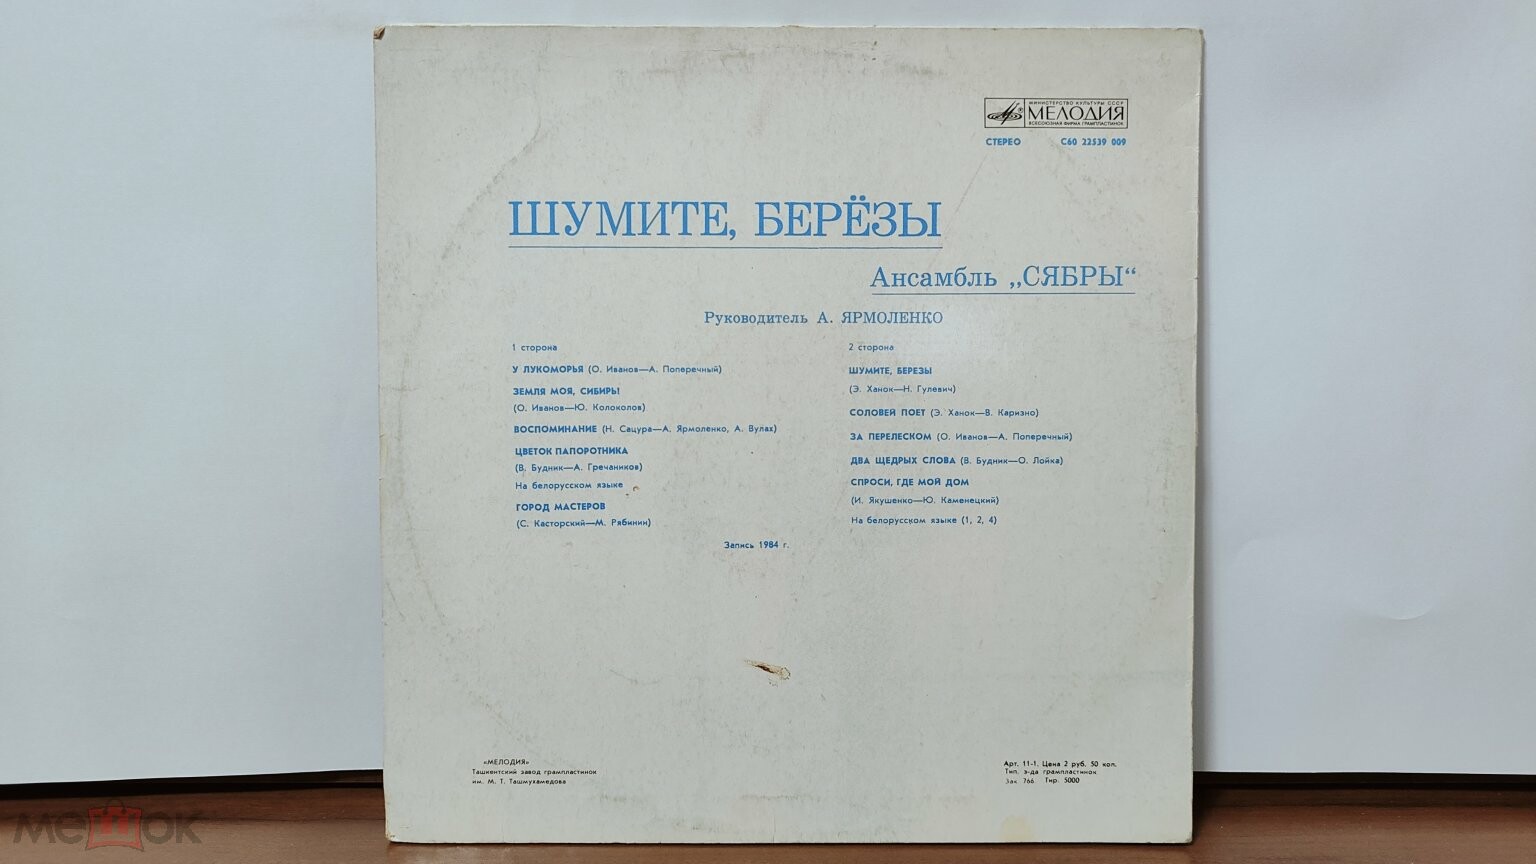 МИНИСТЕРСТВО КУЛЬТУРЫ СССР
МЕЛОДИЯ
ВСЕСОЮЗНАЯ ФИРМА ГРАМПЛАСТИНОК
СТЕРЕО С60 22539 009
ШУМИТЕ, БЕРЁЗЫ
Ансамбль „СЯБРЫ“
Руководитель А. ЯРМОЛЕНКО
1 сторона
У ЛУКОМОРЬЯ (О. Иванов—А. Поперечный)
ЗЕМЛЯ МОЯ, СИБИРЬ!
(О. Иванов—Ю. Колоколов)
ВОСПОМИНАНИЕ (Н. Сацура—А. Ярмоленко, А. Вулах)
ЦВЕТОК ПАПОРОТНИКА
(В. Будник—А. Гречаников)
На белорусском языке
ГОРОД МАСТЕРОВ
(С. Касторский—М. Рябинин)
2 сторона
ШУМИТЕ, БЕРЕЗЫ
(Э. Ханок—Н. Гулевич)
СОЛОВЕЙ ПОЕТ (Э. Ханок—В. Каризно)
ЗА ПЕРЕЛЕСКОМ (О. Иванов—А. Поперечный)
ДВА ЩЕДРЫХ СЛОВА (В. Будник—О. Лойка)
СПРОСИ, ГДЕ МОЙ ДОМ
(И. Якушенко—Ю. Каменецкий)
На белорусском языке (1, 2, 4)
Запись 1984 г.
«МЕЛОДИЯ»
Ташкентский завод грампластинок
им. М. Т. Ташмухамедова
Арт. 11-1. Цена 2 руб. 50 коп.
Тип. з-да грампластинок
Зак 766 Тир. 5000
мешок